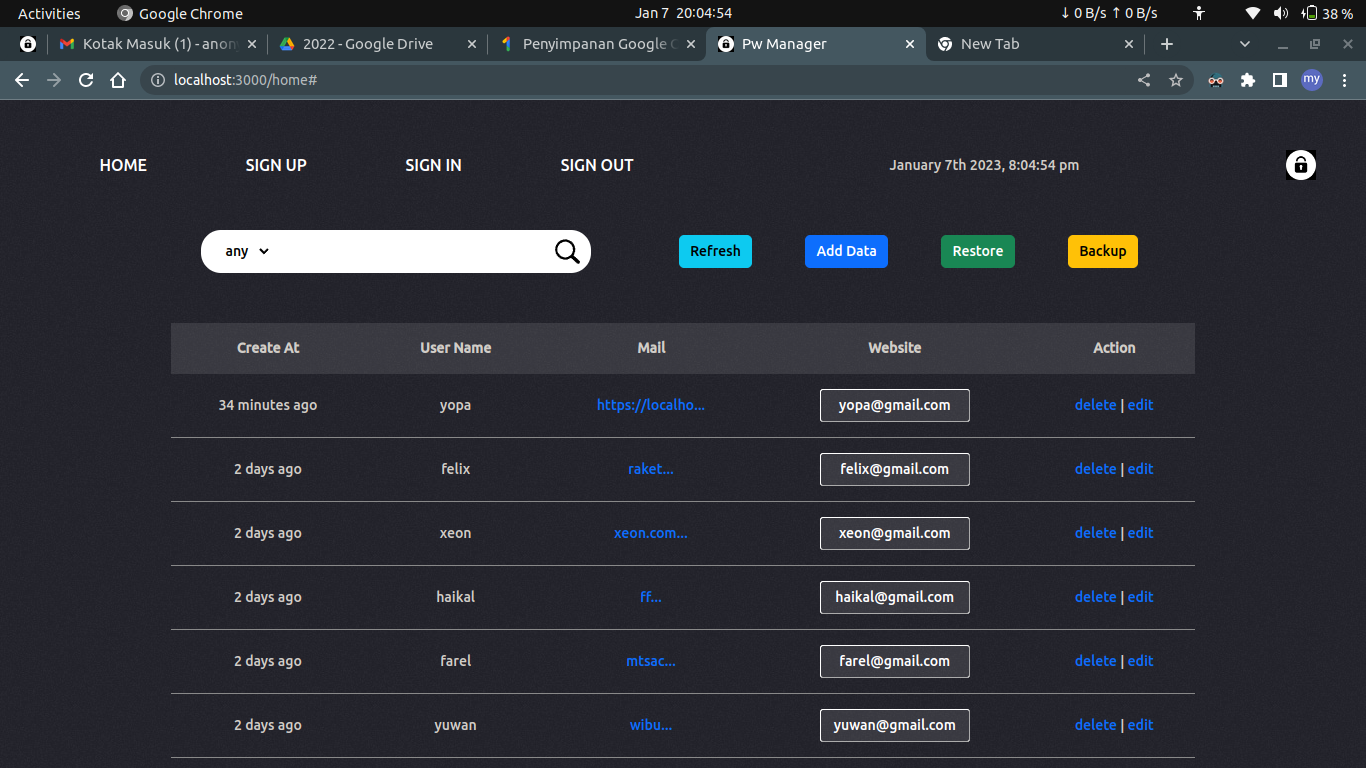 Activities Google Chrome Jan 7 20:04:54 ↓ 0 B/s ↑ 0 B/s 38 %
Kotak Masuk (1) - anon 2022 - Google Drive Penyimpanan Google Pw Manager New Tab
localhost:3000/home# my
HOME SIGN UP SIGN IN SIGN OUT January 7th 2023, 8:04:54 pm
any Refresh Add Data Restore Backup
Create At User Name Mail Website Action
34 minutes ago yopa https://localho... yopa@gmail.com delete | edit
2 days ago felix raket... felix@gmail.com delete | edit
2 days ago xeon xeon.com... xeon@gmail.com delete | edit
2 days ago haikal ff... haikal@gmail.com delete | edit
2 days ago farel mtsac... farel@gmail.com delete | edit
2 days ago yuwan wibu... yuwan@gmail.com delete | edit